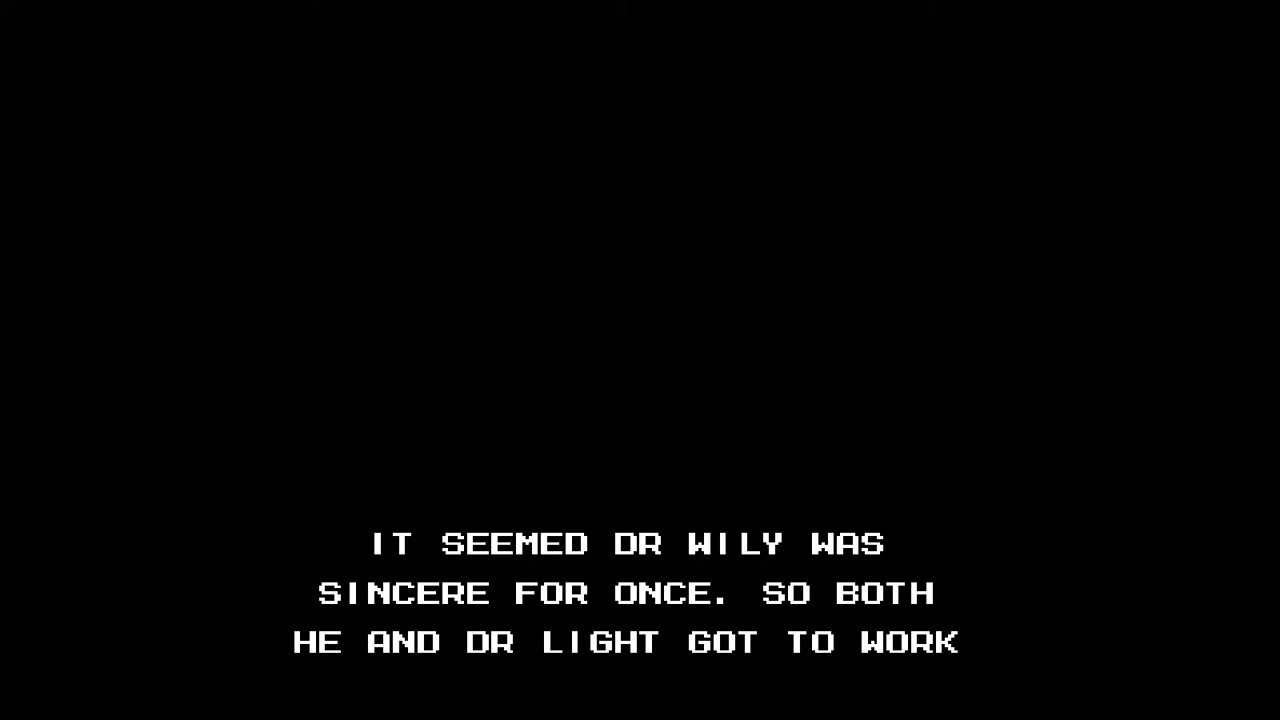 IT SEEMED DR WILY WAS
SINCERE FOR ONCE. SO BOTH
HE AND DR LIGHT GOT TO WORK